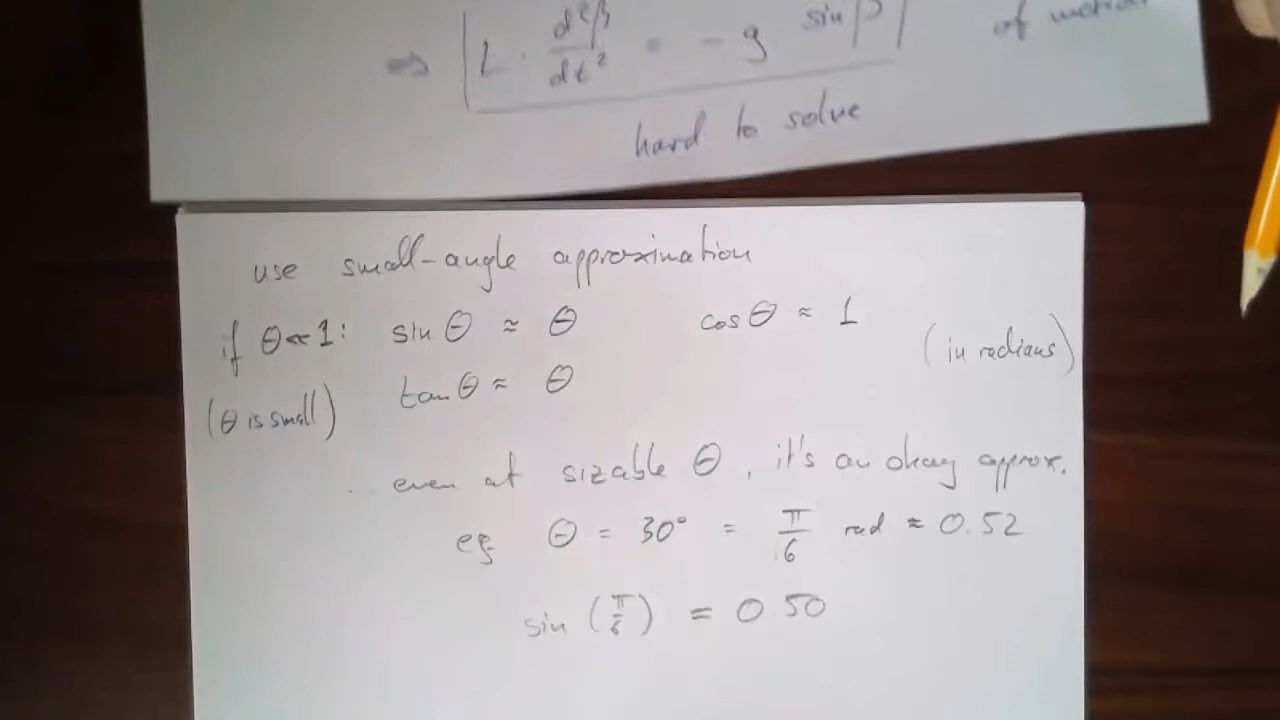 ⇒ L · d²β/dt² = - g sin β of motion
hard to solve
use small-angle approximation
if θ≪1: sin θ ≈ θ cos θ ≈ 1
(in radians)
(θ is small) tan θ ≈ θ
... even at sizable θ, it's an okay approx.
eg. θ = 30° = π/6 rad ≈ 0.52
sin (π/6) = 0.50